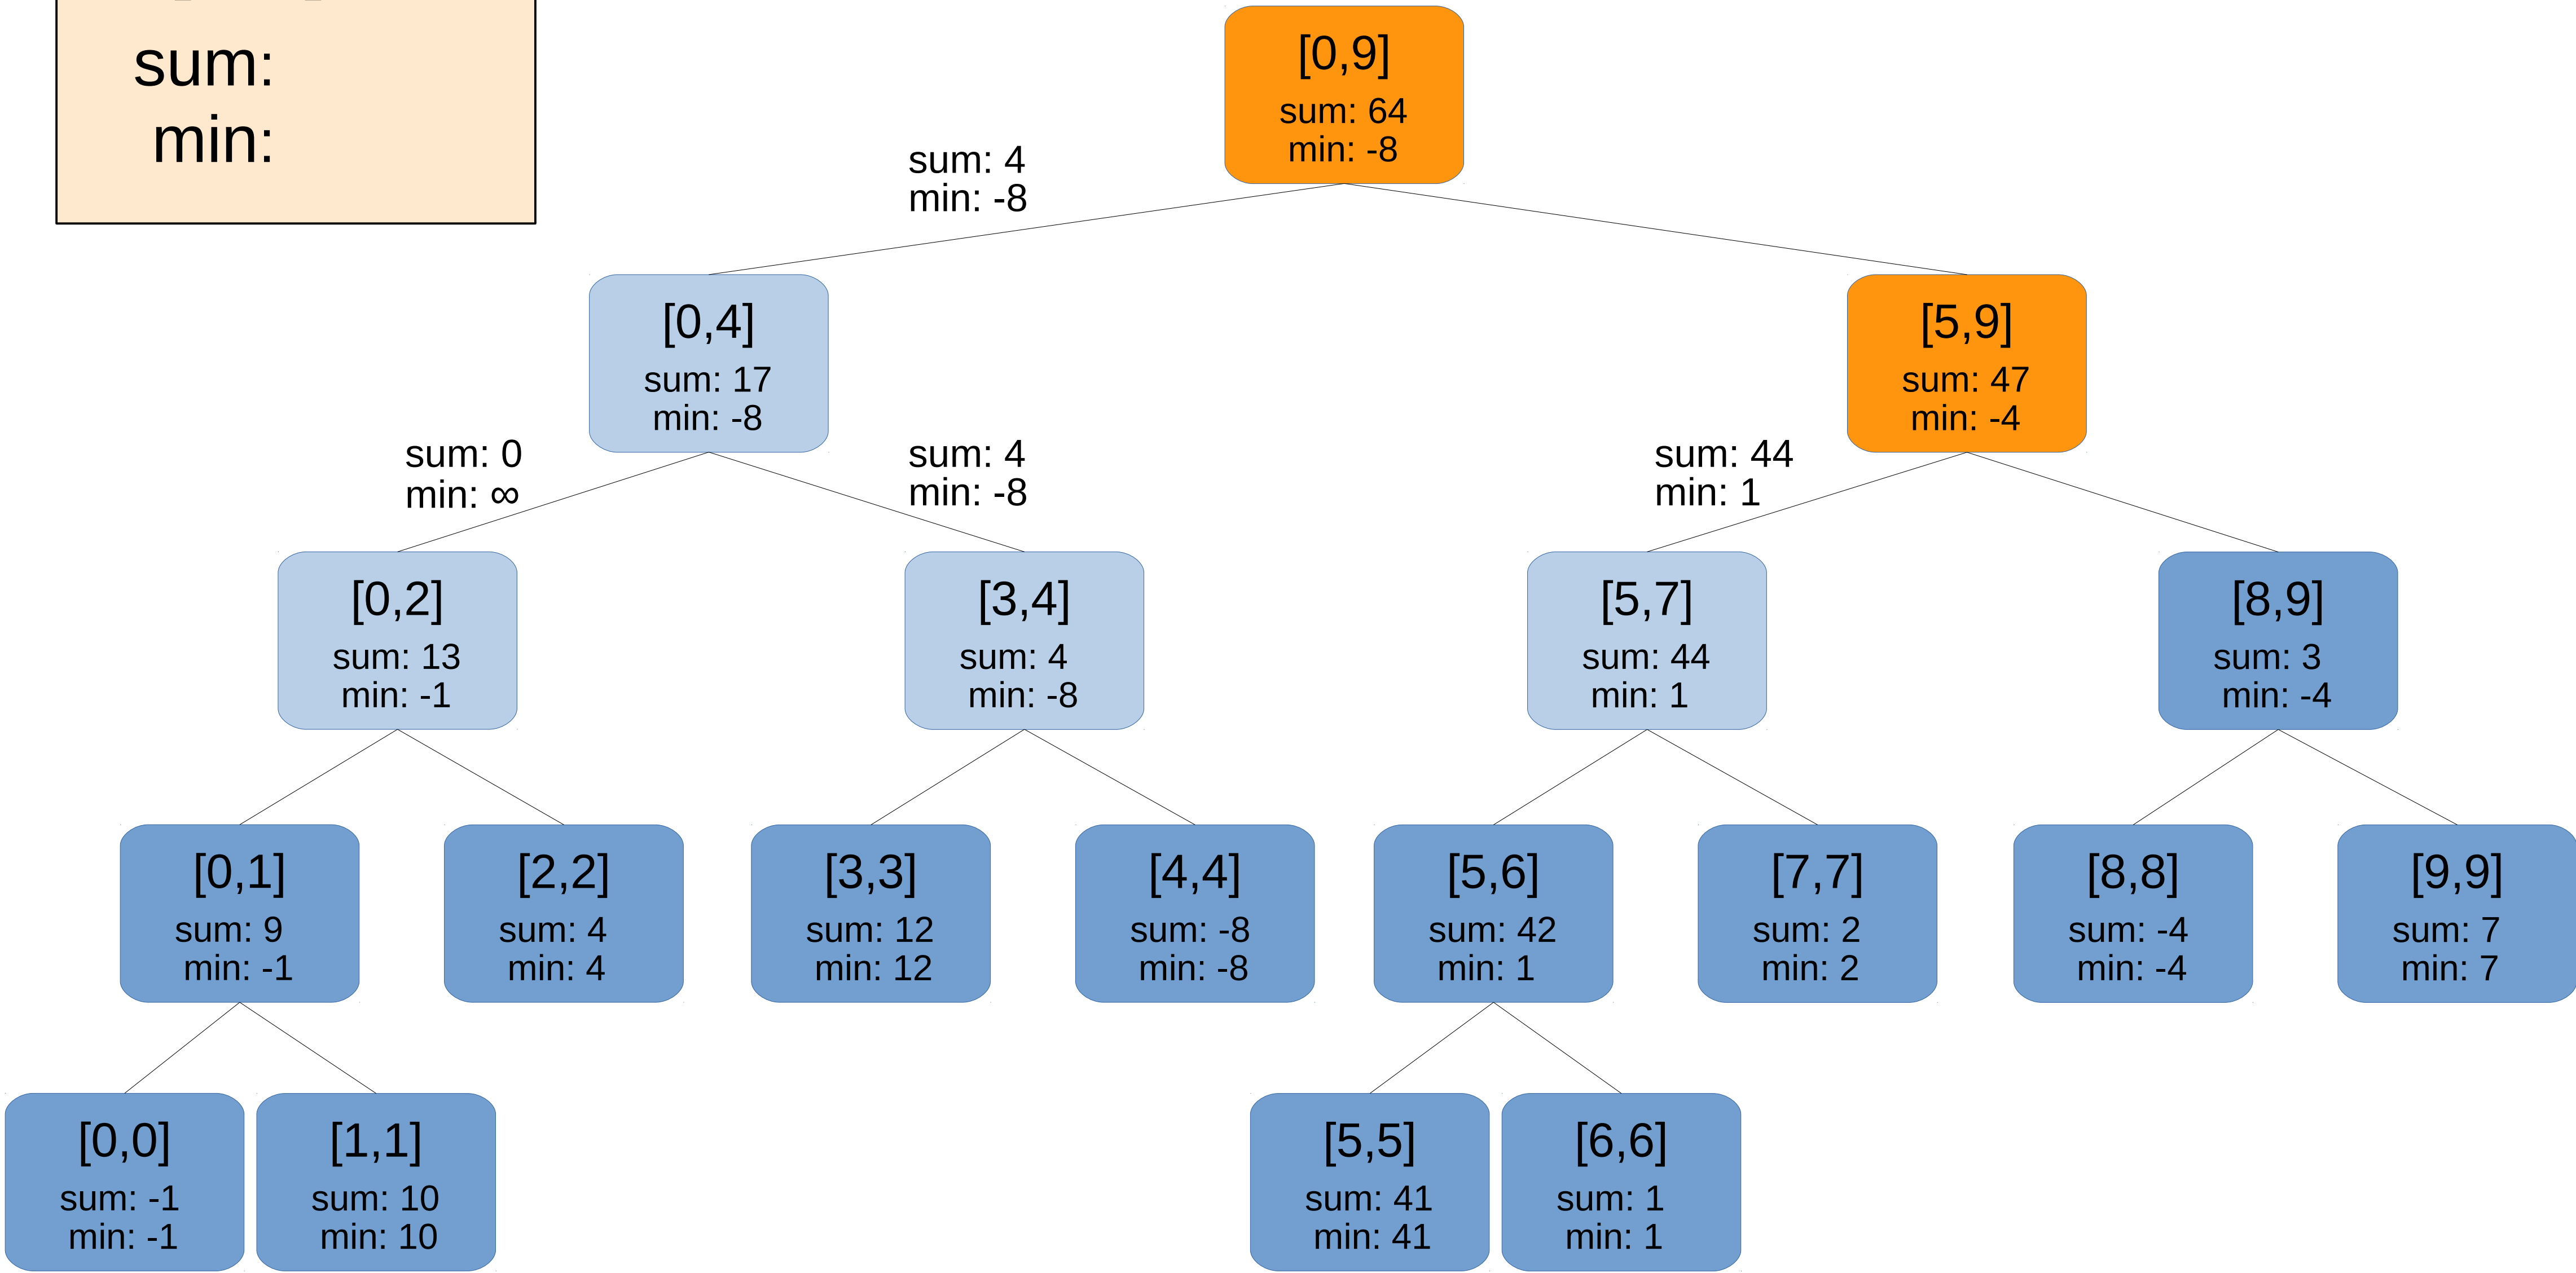 sum:
min:
[0,9]
sum: 64
min: -8
sum: 4
min: -8
[0,4]
sum: 17
min: -8
[5,9]
sum: 47
min: -4
sum: 0
min: ∞
sum: 4
min: -8
sum: 44
min: 1
[0,2]
sum: 13
min: -1
[3,4]
sum: 4
min: -8
[5,7]
sum: 44
min: 1
[8,9]
sum: 3
min: -4
[0,1]
sum: 9
min: -1
[2,2]
sum: 4
min: 4
[3,3]
sum: 12
min: 12
[4,4]
sum: -8
min: -8
[5,6]
sum: 42
min: 1
[7,7]
sum: 2
min: 2
[8,8]
sum: -4
min: -4
[9,9]
sum: 7
min: 7
[0,0]
sum: -1
min: -1
[1,1]
sum: 10
min: 10
[5,5]
sum: 41
min: 41
[6,6]
sum: 1
min: 1